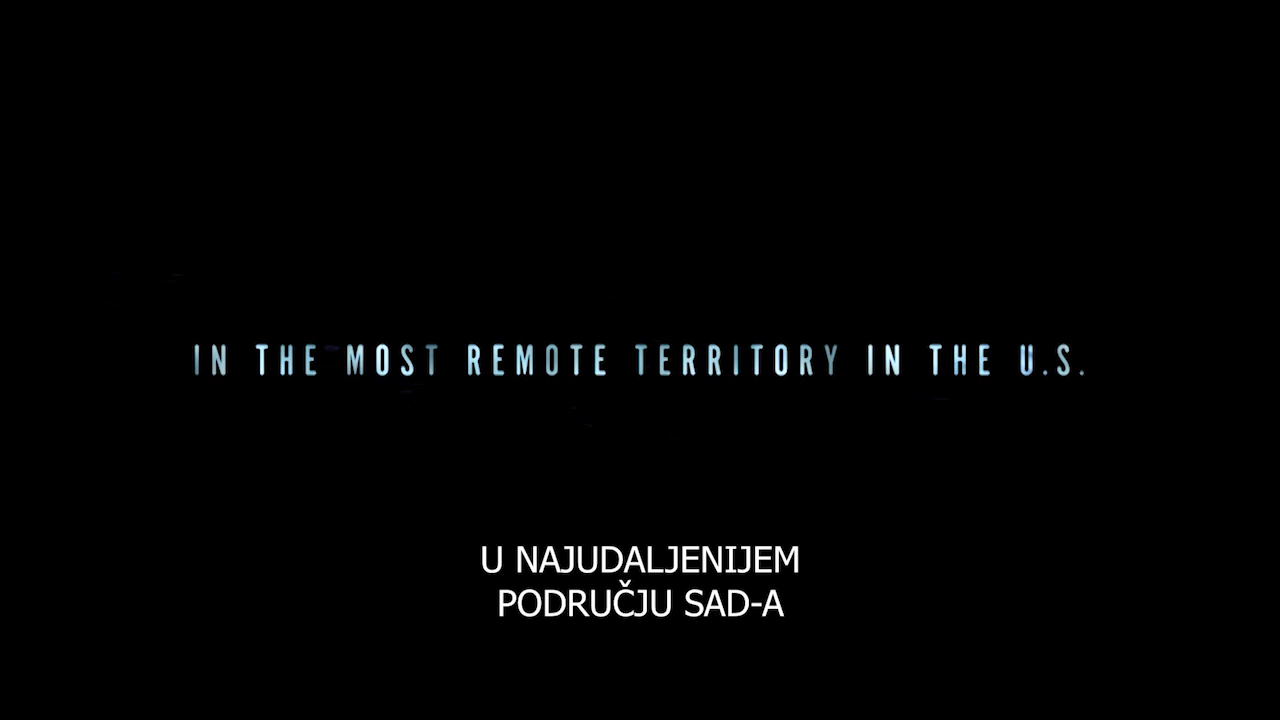 IN THE MOST REMOTE TERRITORY IN THE U.S.
U NAJUDALJENIJEM
PODRUČJU SAD-A